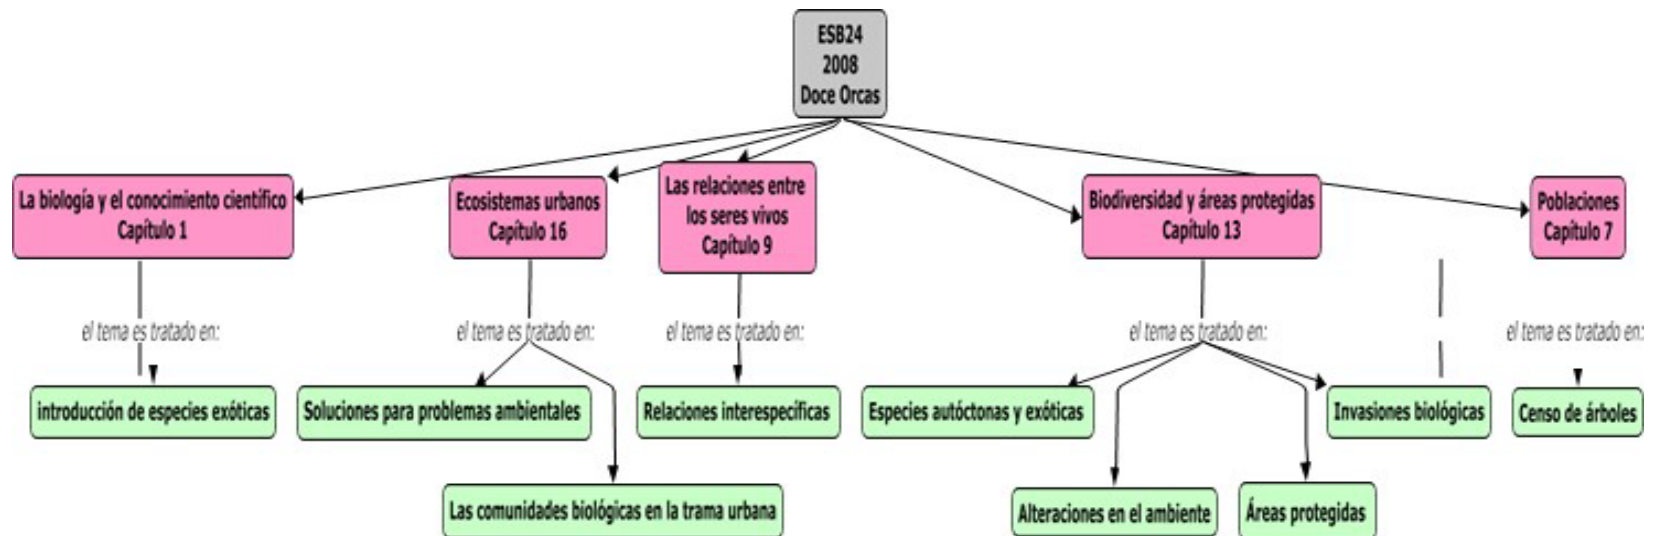 ESB24
2008
Doce Orcas
La biología y el conocimiento científico
Capítulo 1
Ecosistemas urbanos
Capítulo 16
Las relaciones entre
los seres vivos
Capítulo 9
Biodiversidad y áreas protegidas
Capítulo 13
Poblaciones
Capítulo 7
el tema es tratado en:
el tema es tratado en:
el tema es tratado en:
el tema es tratado en:
el tema es tratado en:
introducción de especies exóticas
Soluciones para problemas ambientales
Relaciones interespecíficas
Especies autóctonas y exóticas
Invasiones biológicas
Censo de árboles
Las comunidades biológicas en la trama urbana
Alteraciones en el ambiente
Áreas protegidas